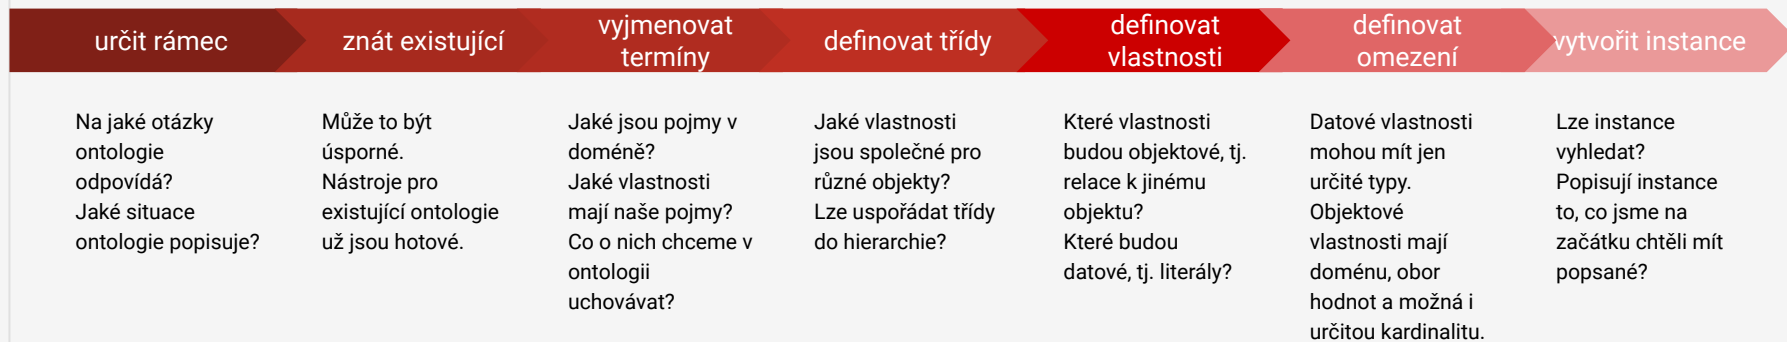 určit rámec
znát existující
vyjmenovat
termíny
definovat třídy
definovat
vlastnosti
definovat
omezení
vytvořit instance
Na jaké otázky
ontologie
odpovídá?
Jaké situace
ontologie popisuje?
Může to být
úsporné.
Nástroje pro
existující ontologie
už jsou hotové.
Jaké jsou pojmy v
doméně?
Jaké vlastnosti
mají naše pojmy?
Co o nich chceme v
ontologii
uchovávat?
Jaké vlastnosti
jsou společné pro
různé objekty?
Lze uspořádat třídy
do hierarchie?
Které vlastnosti
budou objektové, tj.
relace k jinému
objektu?
Které budou
datové, tj. literály?
Datové vlastnosti
mohou mít jen
určité typy.
Objektové
vlastnosti mají
doménu, obor
hodnot a možná i
určitou kardinalitu.
Lze instance
vyhledat?
Popisují instance
to, co jsme na
začátku chtěli mít
popsané?